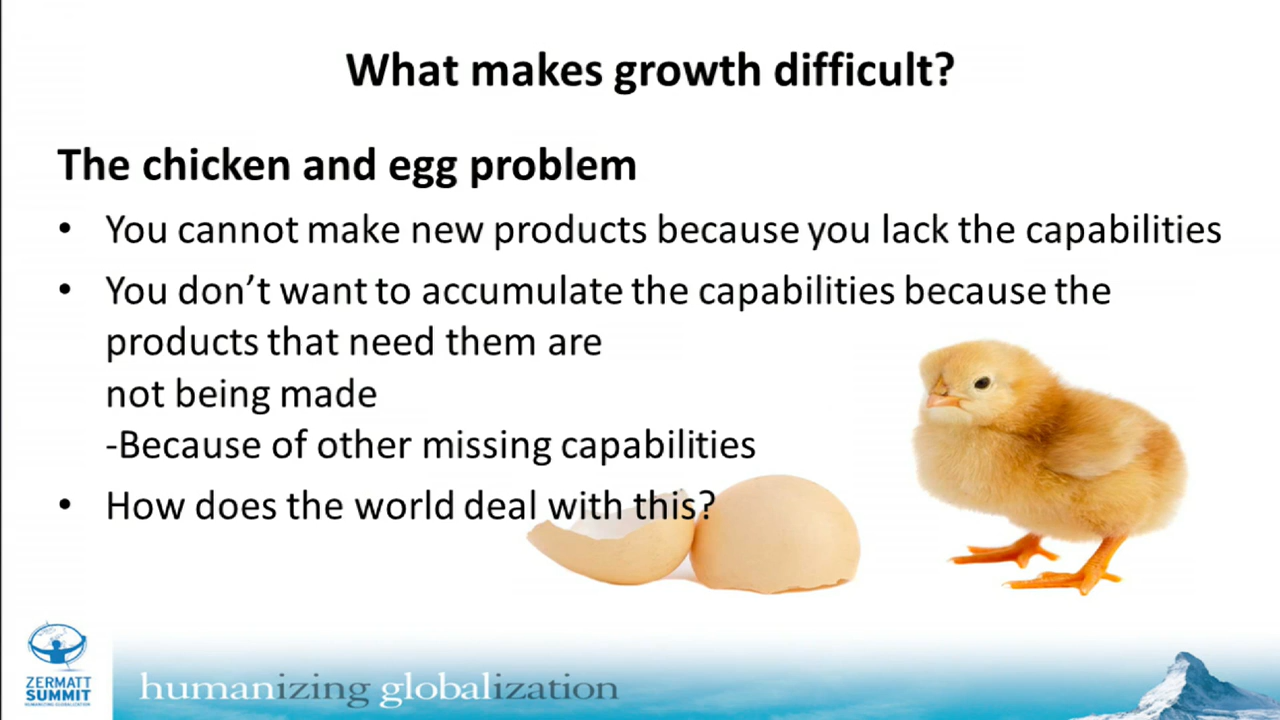 What makes growth difficult?
The chicken and egg problem
• You cannot make new products because you lack the capabilities
• You don’t want to accumulate the capabilities because the
products that need them are
not being made
-Because of other missing capabilities
• How does the world deal with this?
ZERMATT
SUMMIT
HUMANIZING GLOBALIZATION
humanizing globalization